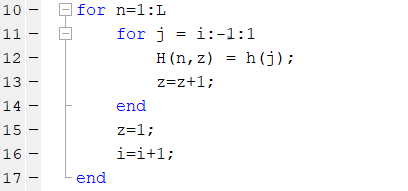 10 - for n=1:L
11 - for j = i:-1:1
12 - H(n,z) = h(j);
13 - z=z+1;
14 - end
15 - z=1;
16 - i=i+1;
17 - end